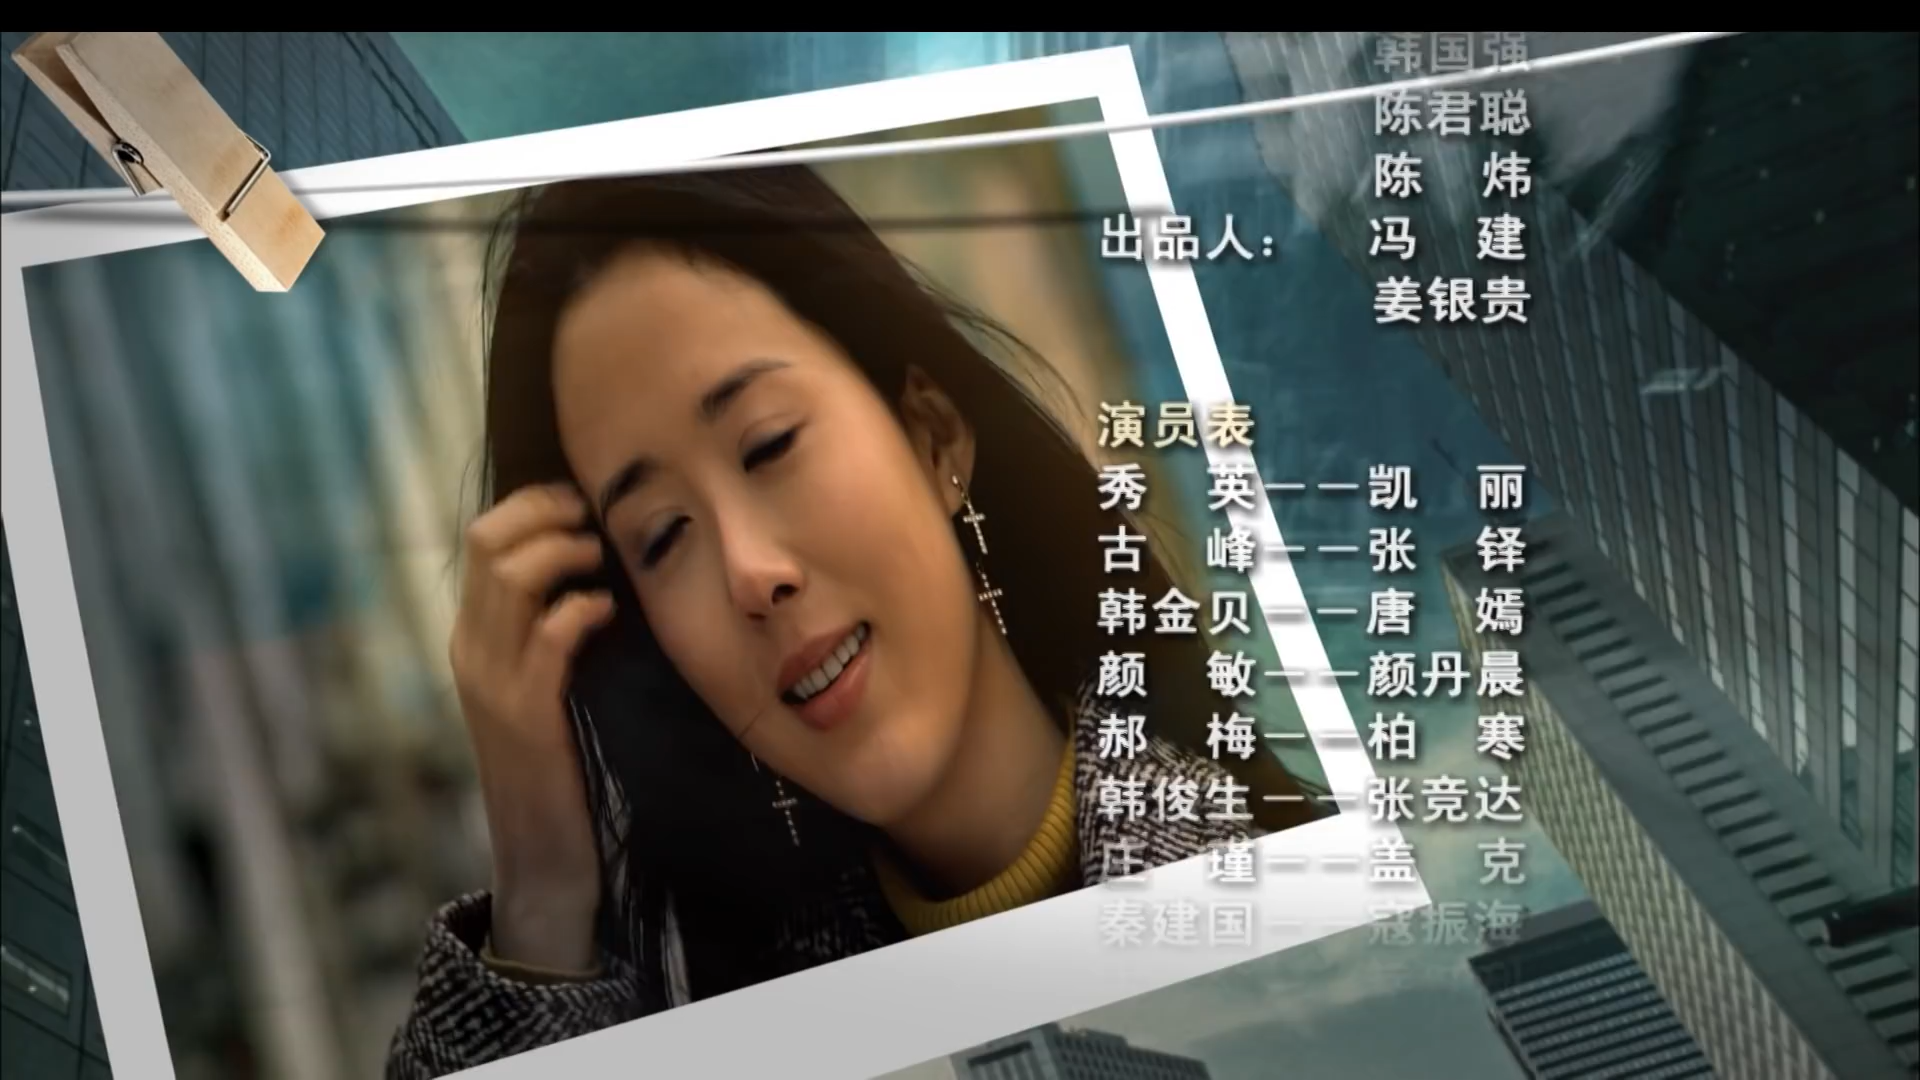 韩国强
陈君聪
陈 炜
出品人: 冯 建
姜银贵
演员表
秀 英——凯 丽
古 峰——张 铎
韩金贝——唐 嫣
颜 敏——颜丹晨
郝 梅——柏 寒
韩俊生——张竞达
庄 瑾——盖 克
秦建国——寇振海